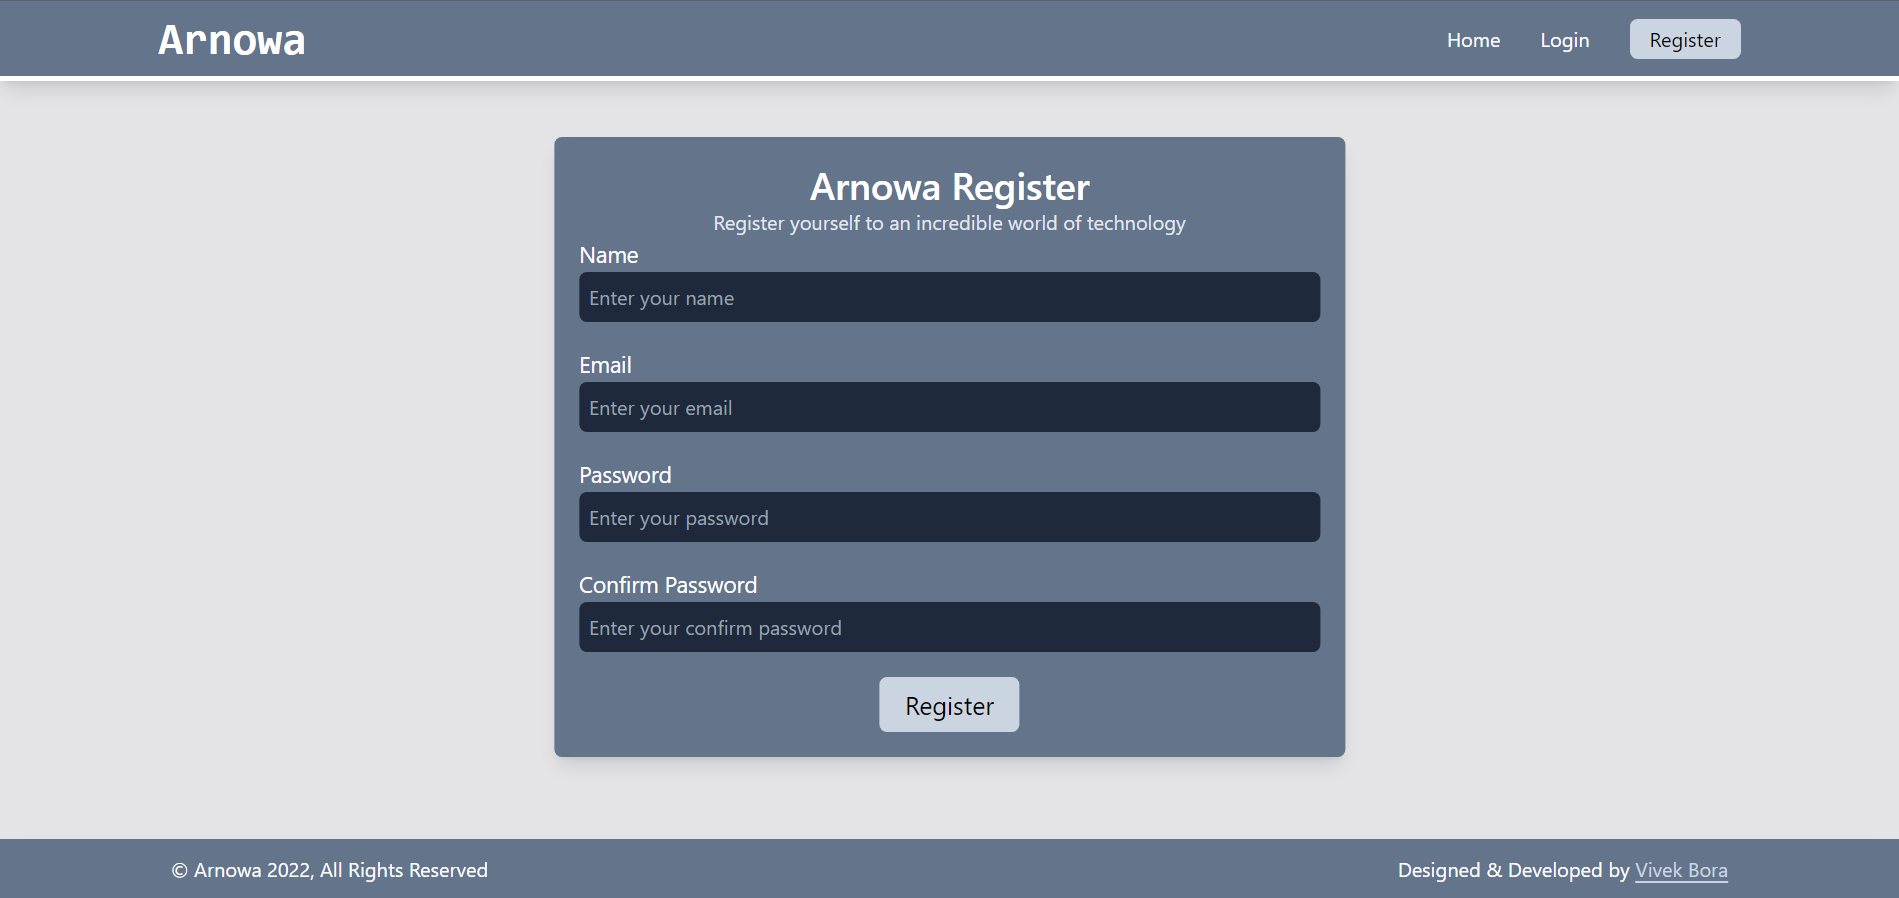 Arnowa
Home Login Register
Arnowa Register
Register yourself to an incredible world of technology
Name
Enter your name
Email
Enter your email
Password
Enter your password
Confirm Password
Enter your confirm password
Register
© Arnowa 2022, All Rights Reserved
Designed & Developed by Vivek Bora